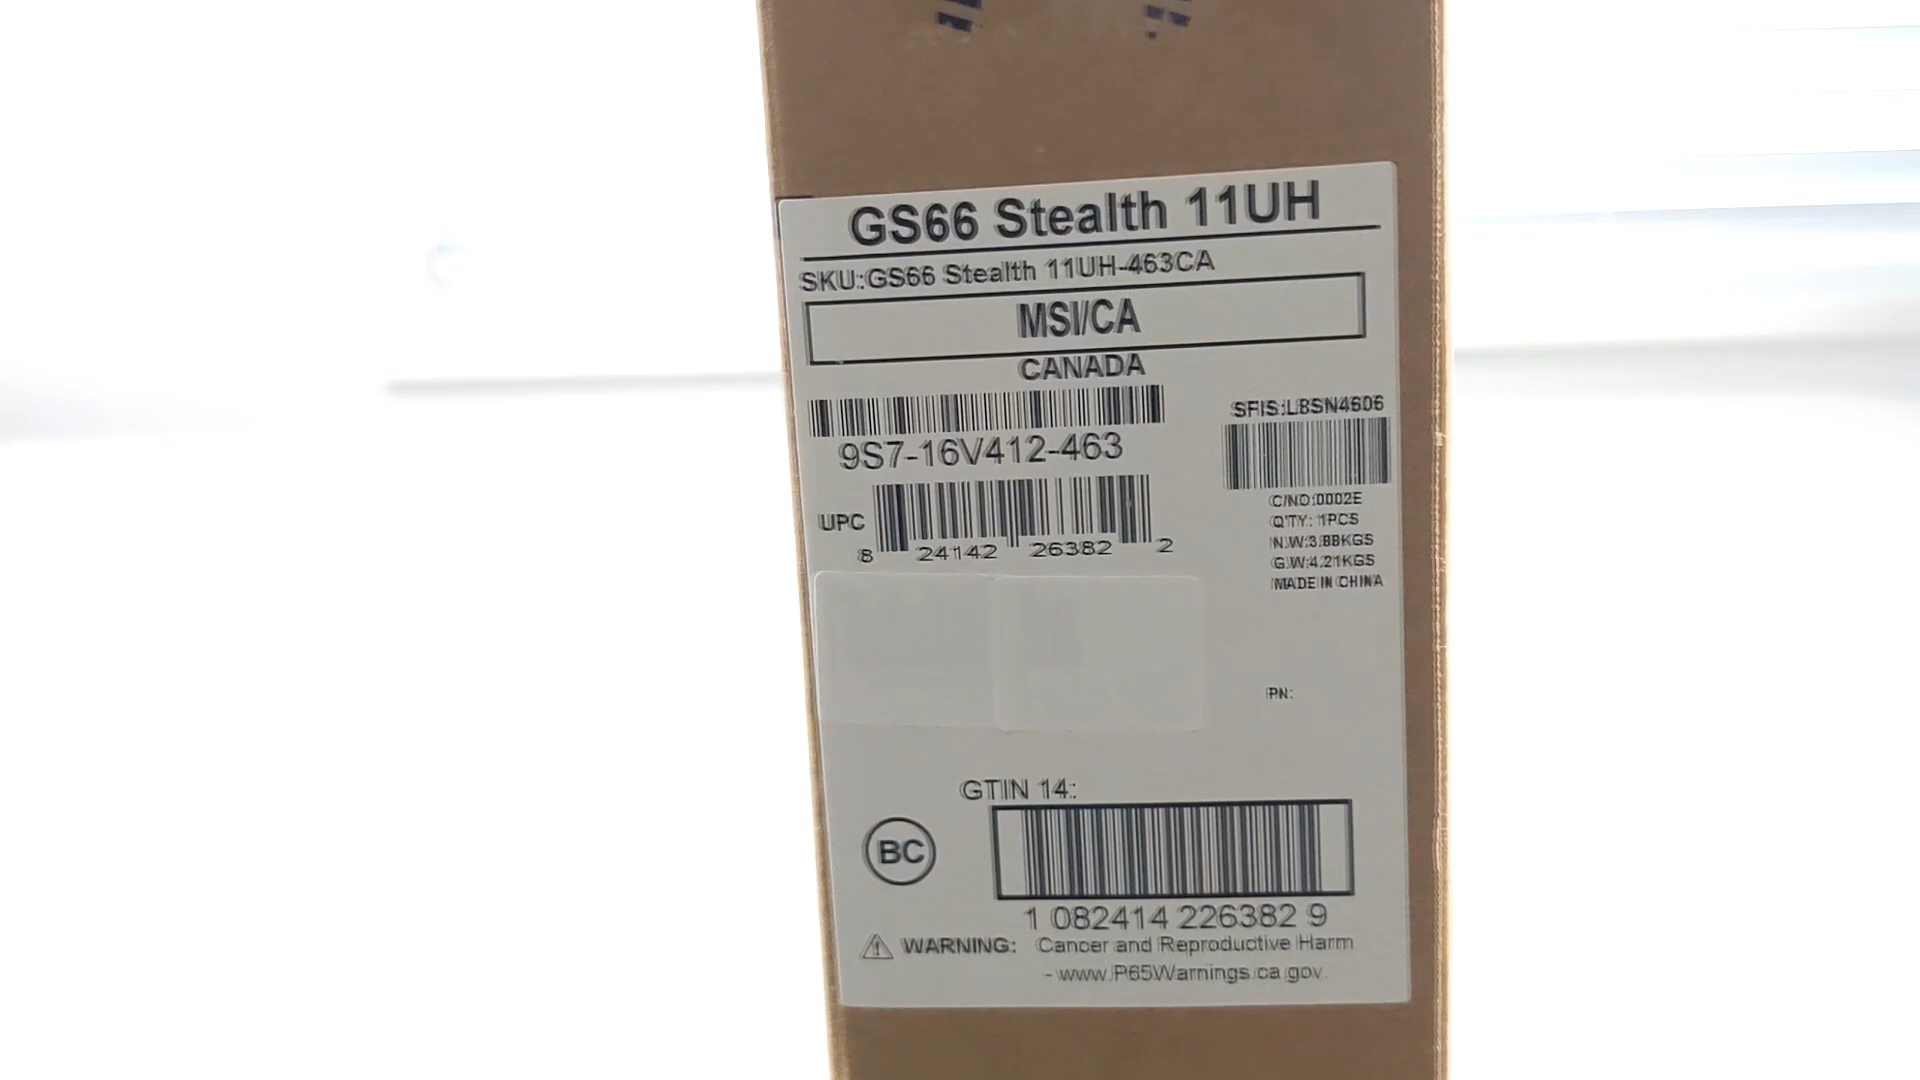 GS66 Stealth 11UH
SKU:GS66 Stealth 11UH-463CA
MSI/CA
CANADA
9S7-16V412-463
SFIS:L8SN4606
C/NO:0002E
Q'TY: 1PCS
N.W:3.88KGS
G.W:4.21KGS
MADE IN CHINA
UPC
8 24142 26382 2
PN:
GTIN 14:
BC
1 082414 226382 9
WARNING: Cancer and Reproductive Harm
- www.P65Warnings.ca.gov.